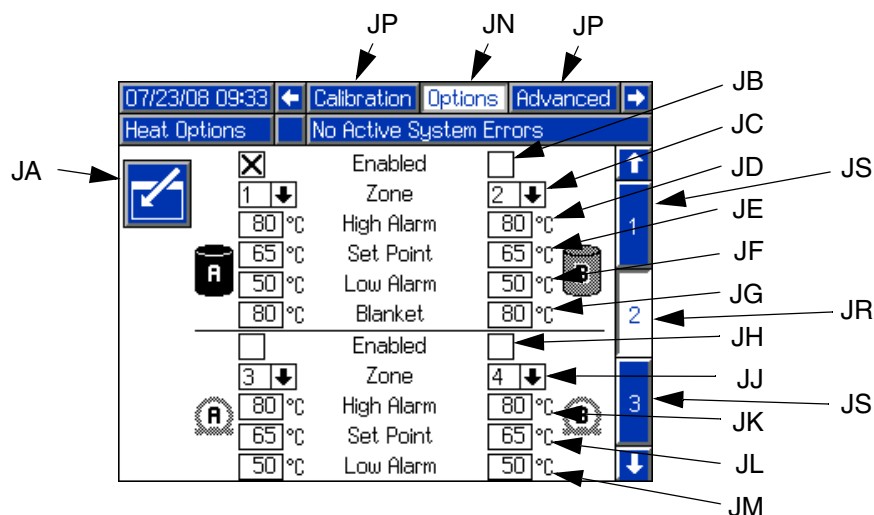 JP JN JP
07/23/08 09:33 Calibration Options Advanced
Heat Options No Active System Errors
JB
JC
JD
JE
JF
JG
JH
JJ
JK
JL
JM
JA
JS
JR
JS
Enabled
1 Zone 2
80 °C High Alarm 80 °C
A 65 °C Set Point 65 °C B
50 °C Low Alarm 50 °C
80 °C Blanket 80 °C
Enabled
3 Zone 4
A 80 °C High Alarm 80 °C B
65 °C Set Point 65 °C
50 °C Low Alarm 50 °C
1
2
3